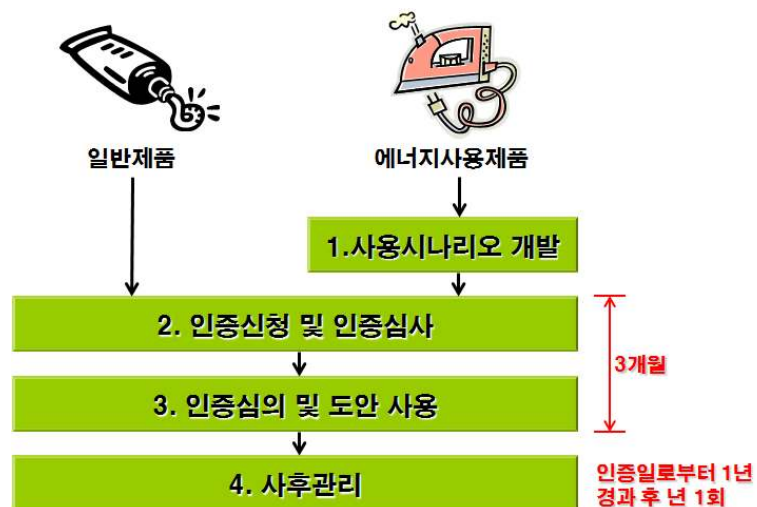 일반제품
에너지사용제품
1.사용시나리오 개발
2. 인증신청 및 인증심사
3개월
3. 인증심의 및 도안 사용
4. 사후관리
인증일로부터 1년
경과 후 년 1회